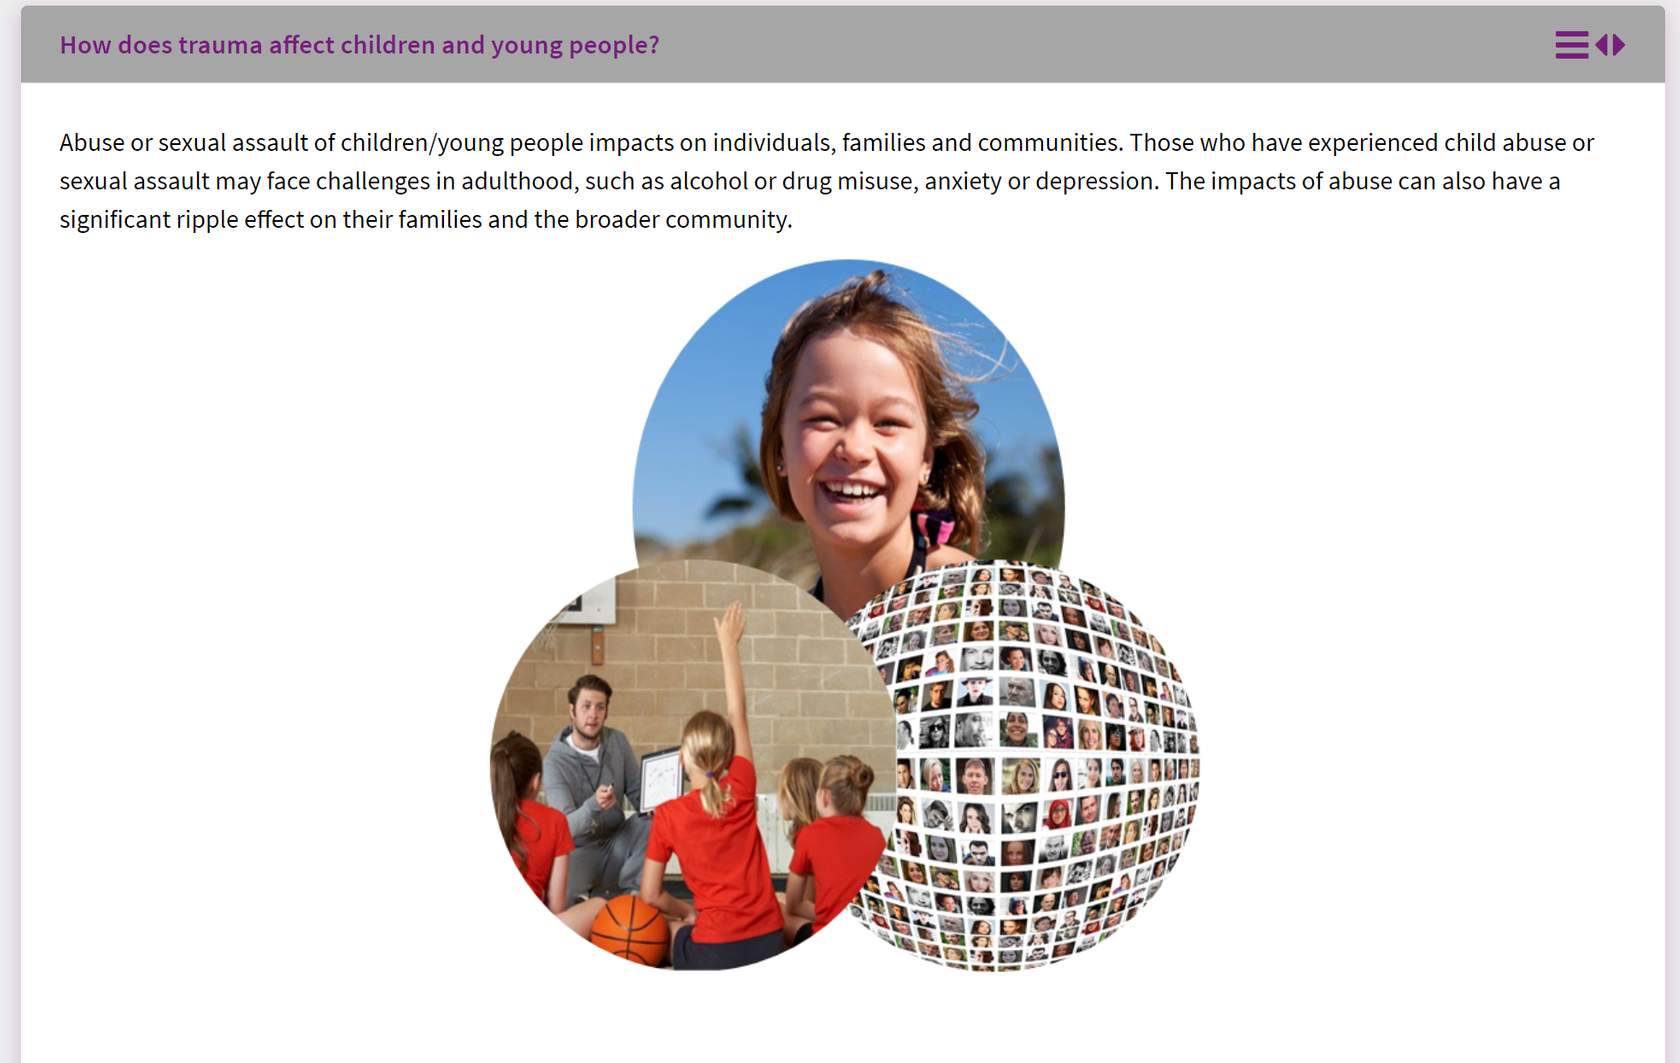 How does trauma affect children and young people?
Abuse or sexual assault of children/young people impacts on individuals, families and communities. Those who have experienced child abuse or
sexual assault may face challenges in adulthood, such as alcohol or drug misuse, anxiety or depression. The impacts of abuse can also have a
significant ripple effect on their families and the broader community.